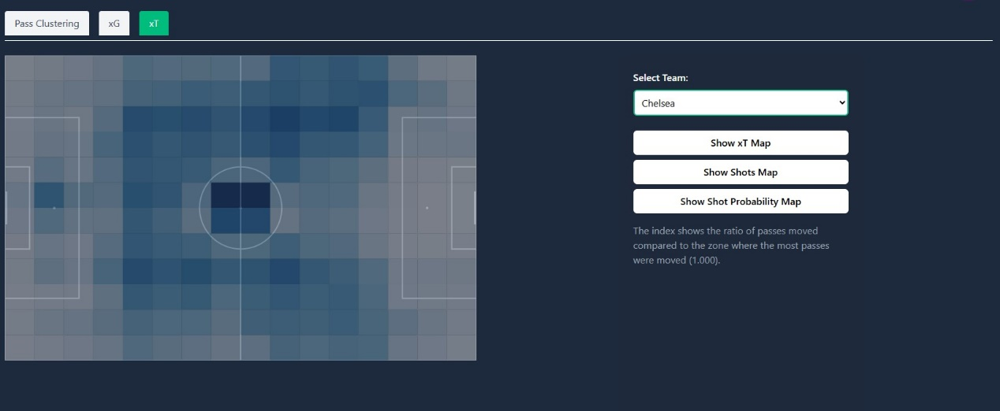 Pass Clustering
xG
xT
Select Team:
Chelsea
Show xT Map
Show Shots Map
Show Shot Probability Map
The index shows the ratio of passes moved
compared to the zone where the most passes
were moved (1.000).